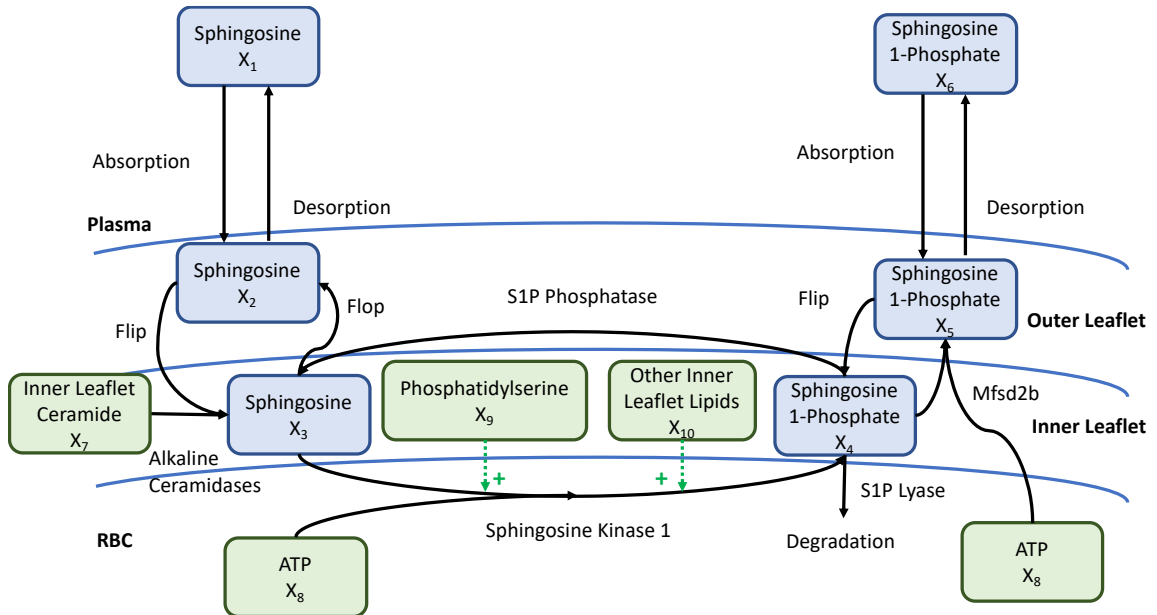 Sphingosine
X1
Sphingosine
1-Phosphate
X6
Absorption
Desorption
Absorption
Desorption
Plasma
Sphingosine
X2
Flip
Flop
S1P Phosphatase
Flip
Sphingosine
1-Phosphate
X5
Outer Leaflet
Inner Leaflet
Ceramide
X7
Sphingosine
X3
Phosphatidylserine
X9
Other Inner
Leaflet Lipids
X10
Sphingosine
1-Phosphate
X4
Mfsd2b
Inner Leaflet
Alkaline
Ceramidases
+
+
S1P Lyase
Sphingosine Kinase 1
Degradation
RBC
ATP
X8
ATP
X8